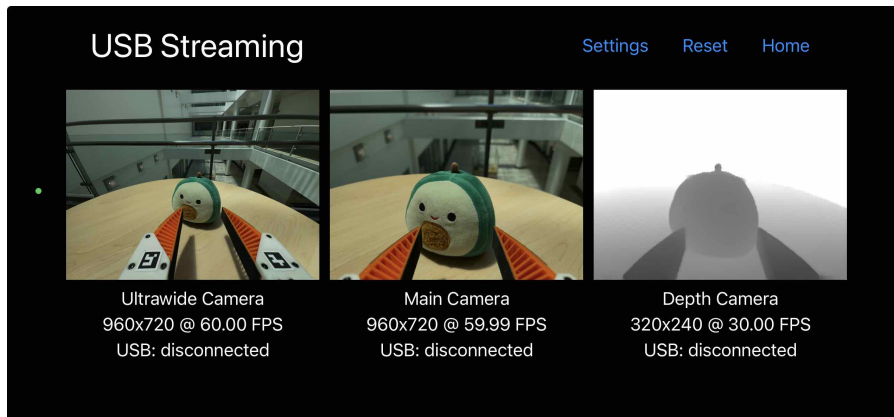 USB Streaming
Settings Reset Home
Ultrawide Camera
960x720 @ 60.00 FPS
USB: disconnected
Main Camera
960x720 @ 59.99 FPS
USB: disconnected
Depth Camera
320x240 @ 30.00 FPS
USB: disconnected